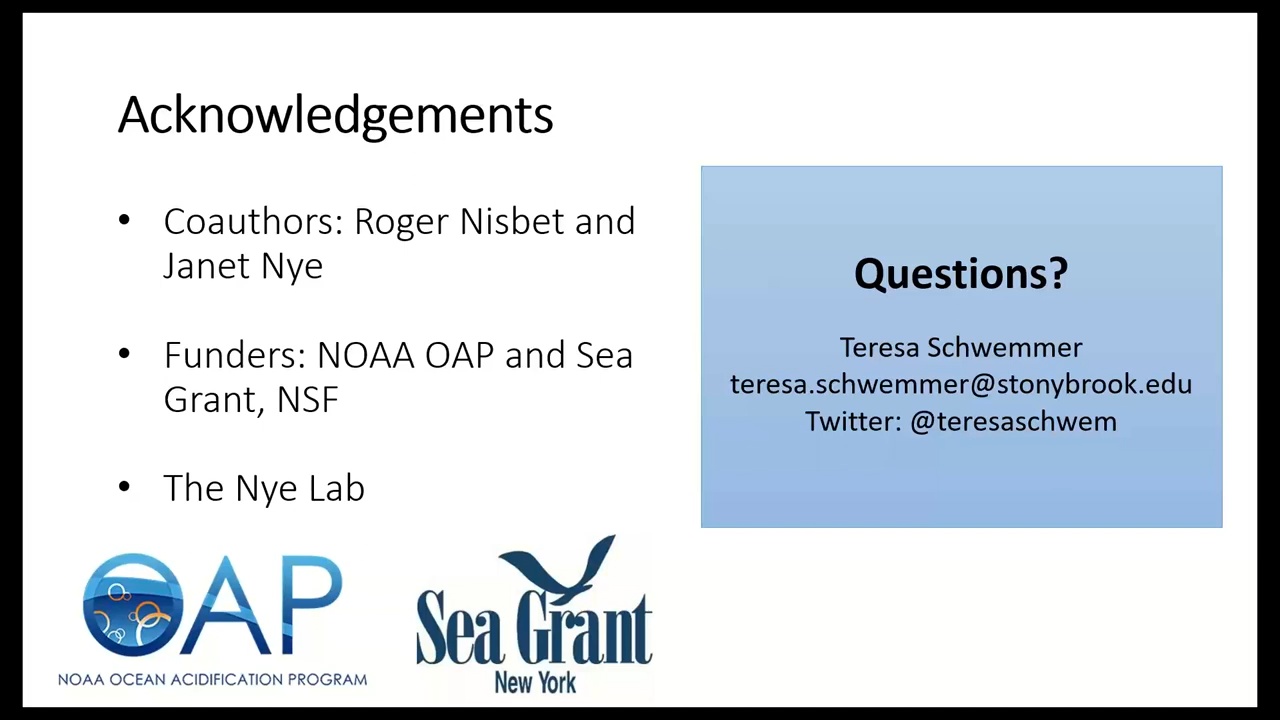 Acknowledgements
• Coauthors: Roger Nisbet and
Janet Nye
• Funders: NOAA OAP and Sea
Grant, NSF
• The Nye Lab
Questions?
Teresa Schwemmer
teresa.schwemmer@stonybrook.edu
Twitter: @teresaschwem
OAP
NOAA OCEAN ACIDIFICATION PROGRAM
Sea Grant
New York